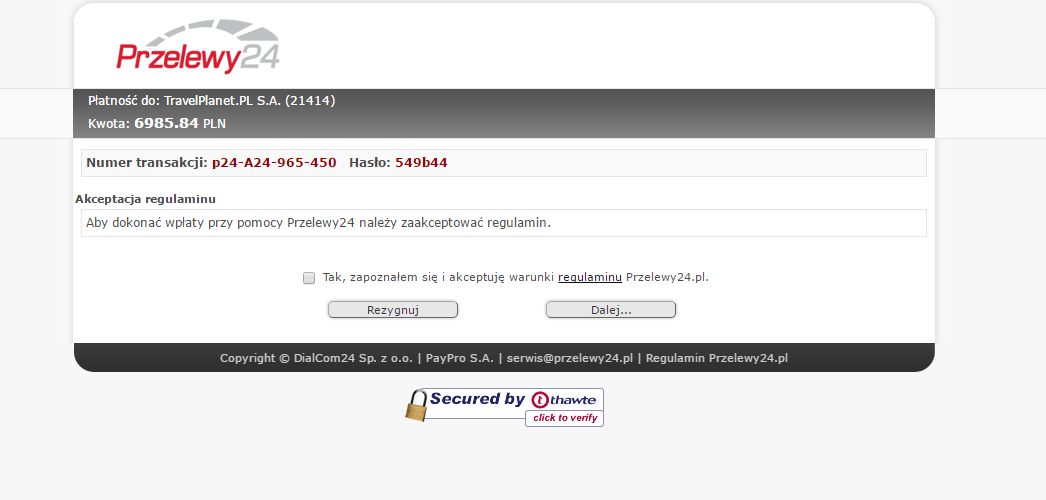 Przelewy24
Płatność do: TravelPlanet.PL S.A. (21414)
Kwota: 6985.84 PLN
Numer transakcji: p24-A24-965-450 Hasło: 549b44
Akceptacja regulaminu
Aby dokonać wpłaty przy pomocy Przelewy24 należy zaakceptować regulamin.
Tak, zapoznałem się i akceptuję warunki regulaminu Przelewy24.pl.
Rezygnuj
Dalej...
Copyright © DialCom24 Sp. z o.o. | PayPro S.A. | serwis@przelewy24.pl | Regulamin Przelewy24.pl
Secured by thawte
click to verify